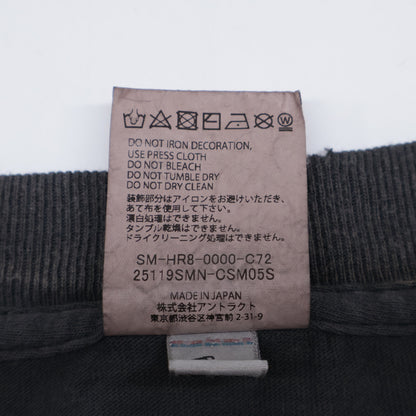 DO NOT IRON DECORATION,
USE PRESS CLOTH
DO NOT BLEACH
DO NOT TUMBLE DRY
DO NOT DRY CLEAN
装飾部分はアイロンをお避けいただき、
あて布を使用して下さい。
漂白処理はできません。
タンブル乾燥はできません。
ドライクリーニング処理はできません。
SM-HR8-0000-C72
25119SMN-CSM05S
MADE IN JAPAN
株式会社アントラクト
東京都渋谷区神宮前 2-31-9